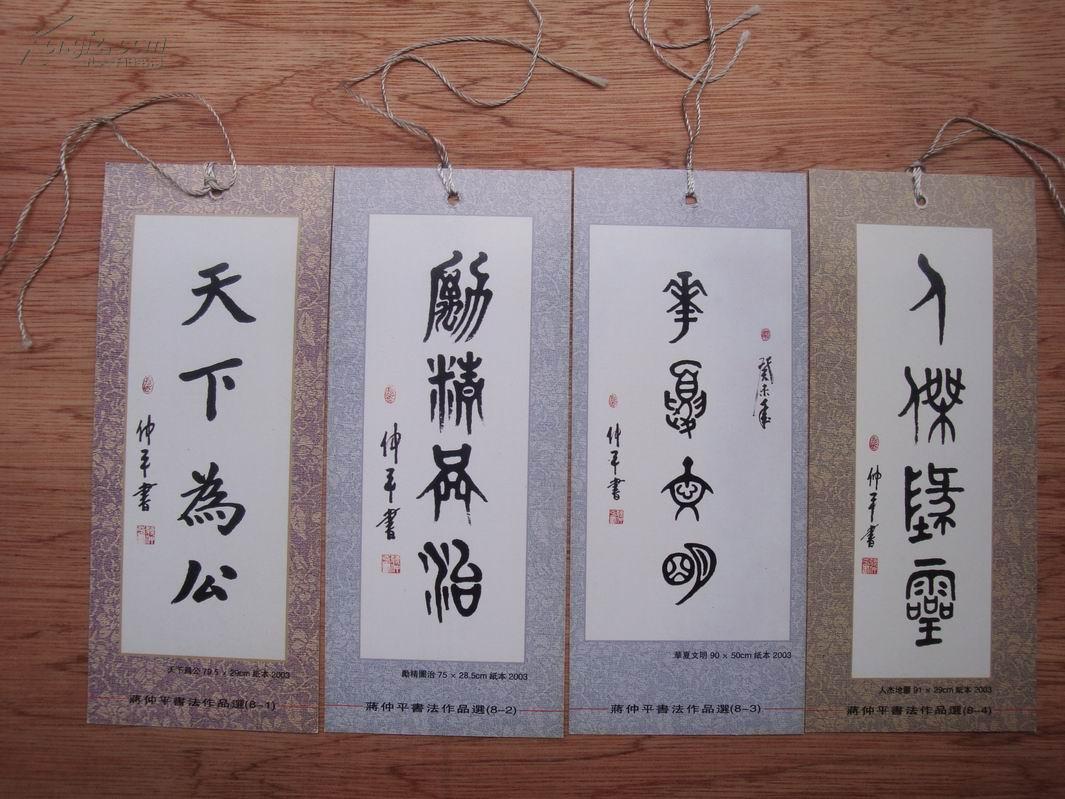 天下為公
仲平書
天下爲公 79.5 × 29cm 紙本 2003
蔣仲平書法作品選(8-1)
勵精圖治
仲平書
勵精圖治 75 × 28.5cm 紙本 2003
蔣仲平書法作品選(8-2)
癸未年
華夏文明
仲平書
華夏文明 90 × 50cm 紙本 2003
蔣仲平書法作品選(8-3)
人傑地靈
仲平書
人杰地靈 91 × 29cm 紙本 2003
蔣仲平書法作品選(8-4)